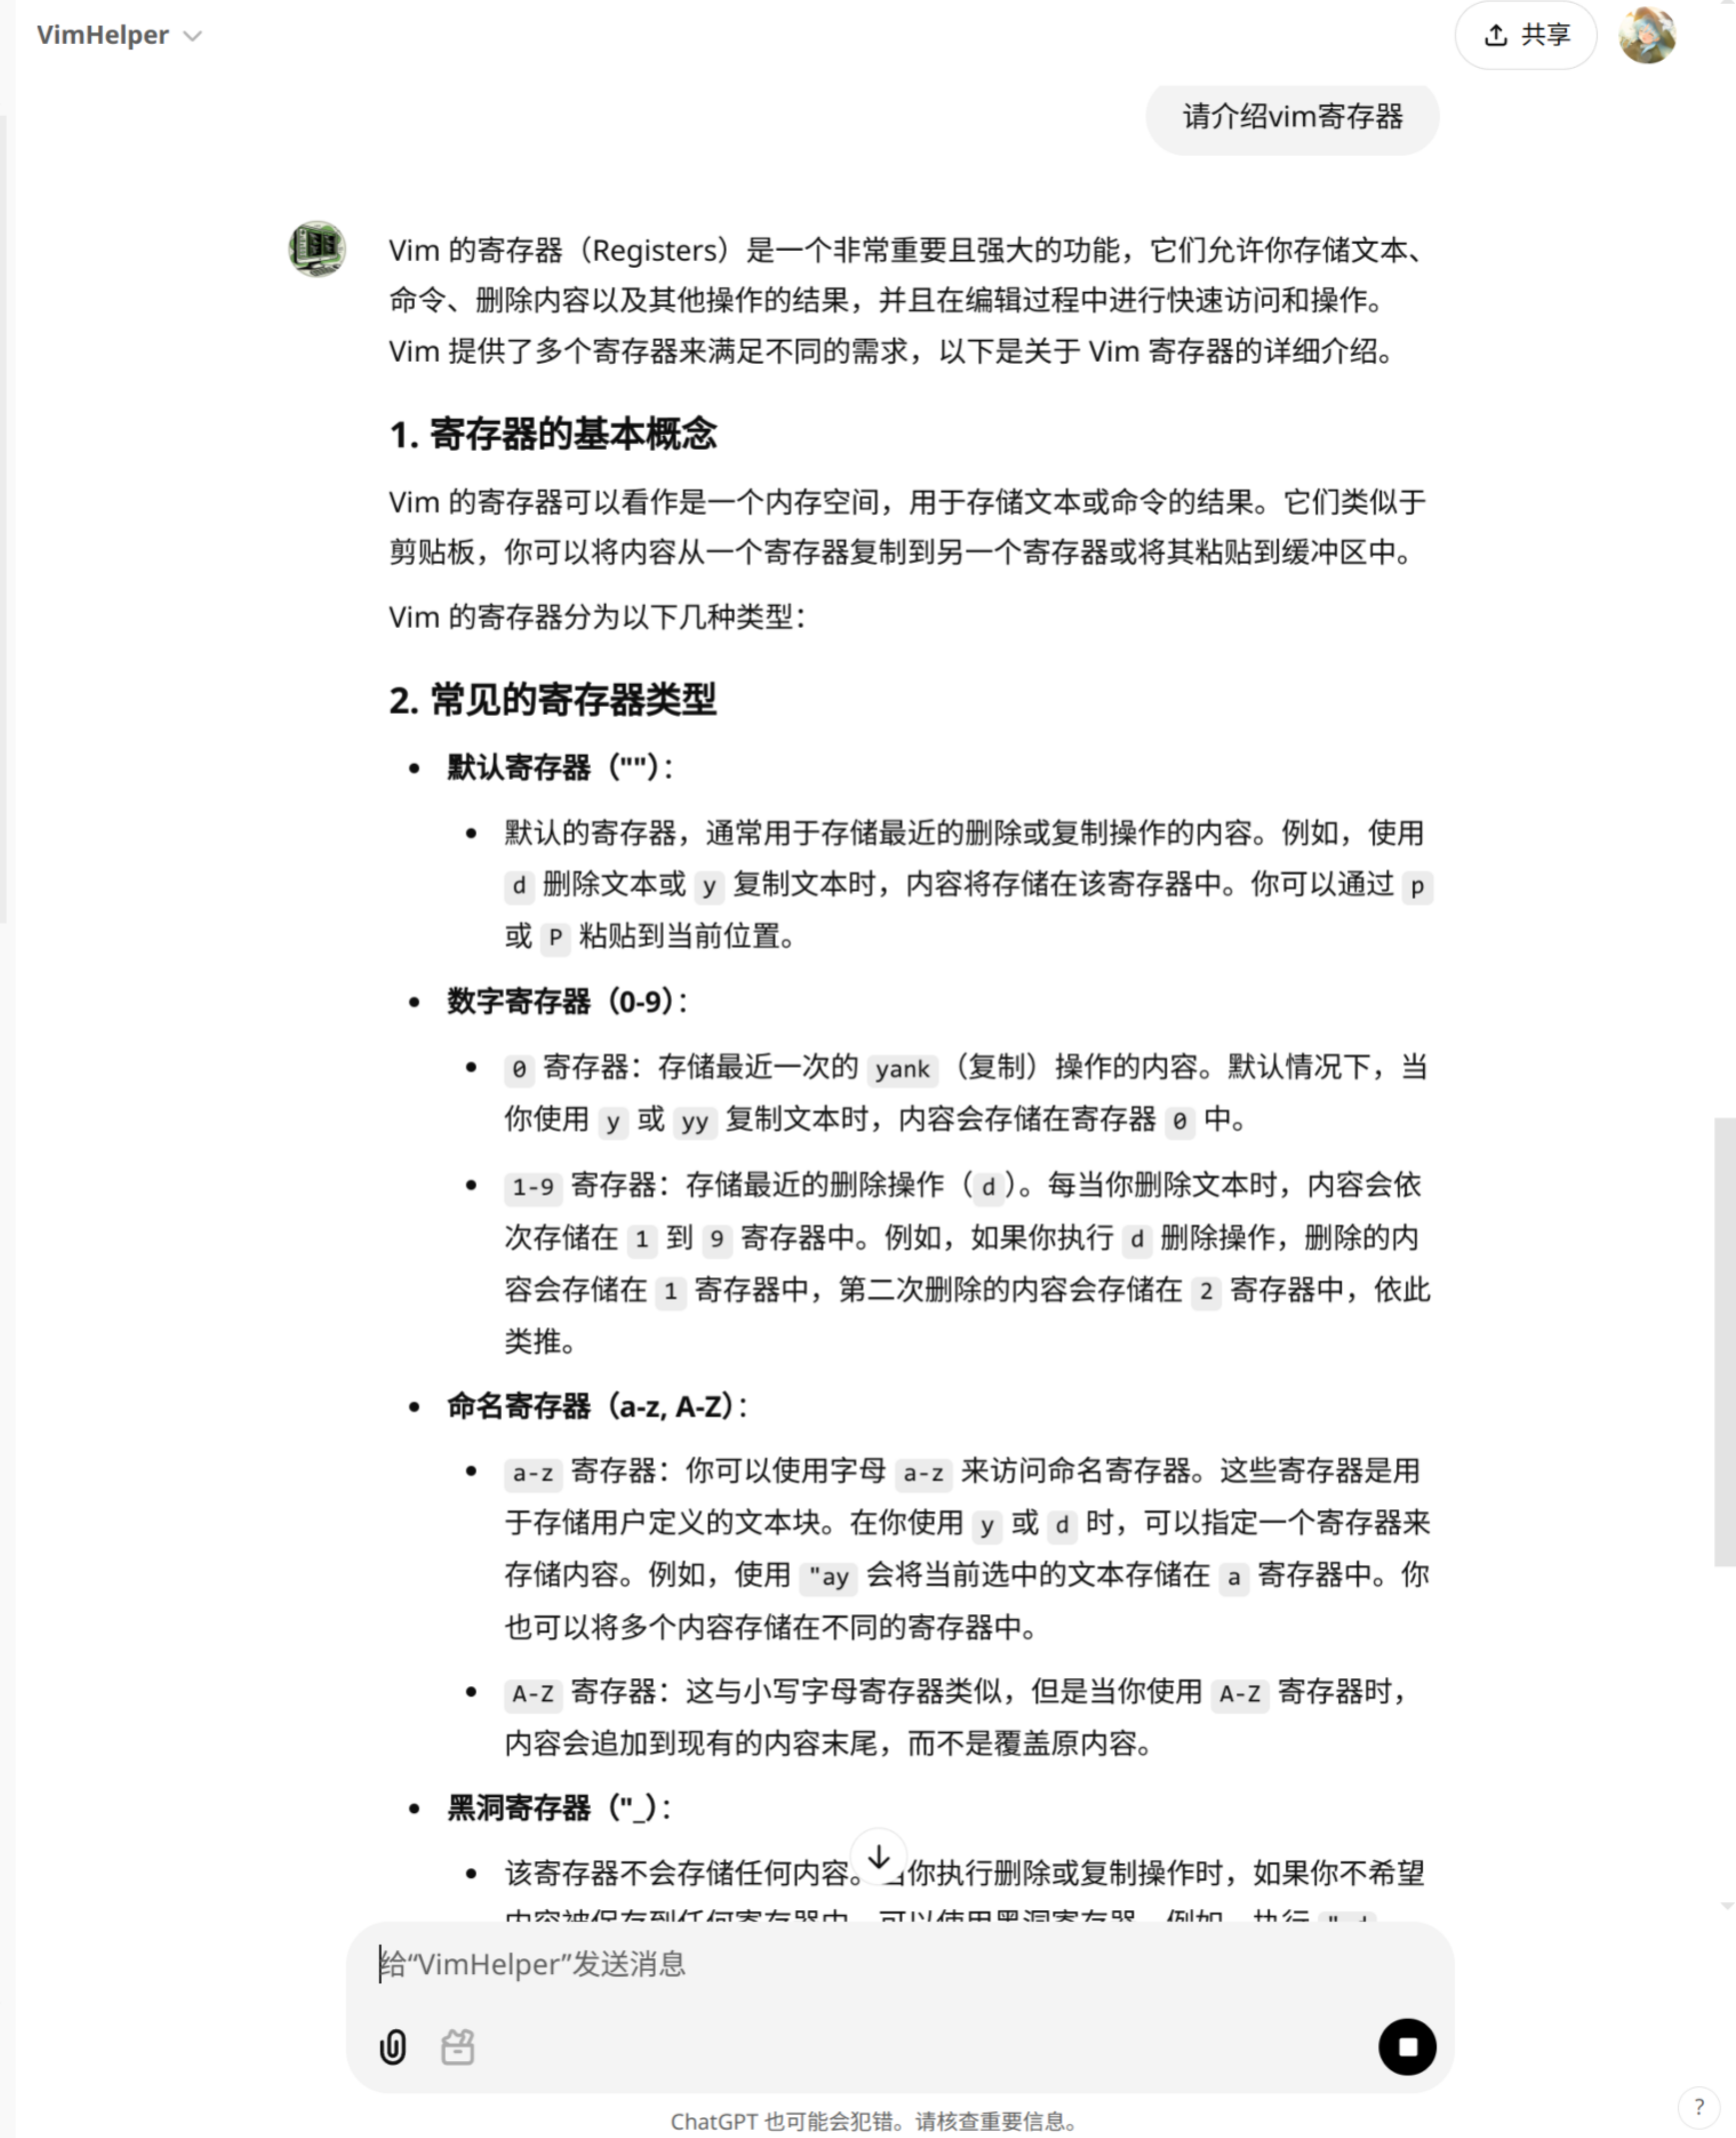 VimHelper
共享
请介绍vim寄存器
Vim 的寄存器（Registers）是一个非常重要且强大的功能，它们允许你存储文本、
命令、删除内容以及其他操作的结果，并且在编辑过程中进行快速访问和操作。
Vim 提供了多个寄存器来满足不同的需求，以下是关于 Vim 寄存器的详细介绍。
1. 寄存器的基本概念
Vim 的寄存器可以看作是一个内存空间，用于存储文本或命令的结果。它们类似于
剪贴板，你可以将内容从一个寄存器复制到另一个寄存器或将其粘贴到缓冲区中。
Vim 的寄存器分为以下几种类型：
2. 常见的寄存器类型
• 默认寄存器（""）：
• 默认的寄存器，通常用于存储最近的删除或复制操作的内容。例如，使用
d 删除文本或 y 复制文本时，内容将存储在该寄存器中。你可以通过 p
或 P 粘贴到当前位置。
• 数字寄存器（0-9）：
• 0 寄存器：存储最近一次的 yank （复制）操作的内容。默认情况下，当
你使用 y 或 yy 复制文本时，内容会存储在寄存器 0 中。
• 1-9 寄存器：存储最近的删除操作（ d ）。每当你删除文本时，内容会依
次存储在 1 到 9 寄存器中。例如，如果你执行 d 删除操作，删除的内
容会存储在 1 寄存器中，第二次删除的内容会存储在 2 寄存器中，依此
类推。
• 命名寄存器（a-z, A-Z）：
• a-z 寄存器：你可以使用字母 a-z 来访问命名寄存器。这些寄存器是用
于存储用户定义的文本块。在你使用 y 或 d 时，可以指定一个寄存器来
存储内容。例如，使用 "ay 会将当前选中的文本存储在 a 寄存器中。你
也可以将多个内容存储在不同的寄存器中。
• A-Z 寄存器：这与小写字母寄存器类似，但是当你使用 A-Z 寄存器时，
内容会追加到现有的内容末尾，而不是覆盖原内容。
• 黑洞寄存器（"_）：
• 该寄存器不会存储任何内容。当你执行删除或复制操作时，如果你不希望
内容被保存到任何寄存器中，可以使用黑洞寄存器。例如，执行
给“VimHelper”发送消息
ChatGPT 也可能会犯错。请核查重要信息。
?